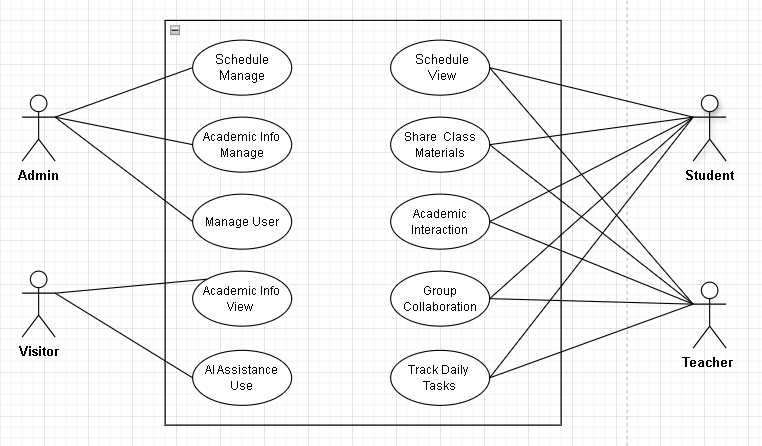 Schedule
Manage
Schedule
View
Academic Info
Manage
Share Class
Materials
Admin
Student
Manage User
Academic
Interaction
Academic Info
View
Group
Collaboration
Visitor
Teacher
AI Assistance
Use
Track Daily
Tasks